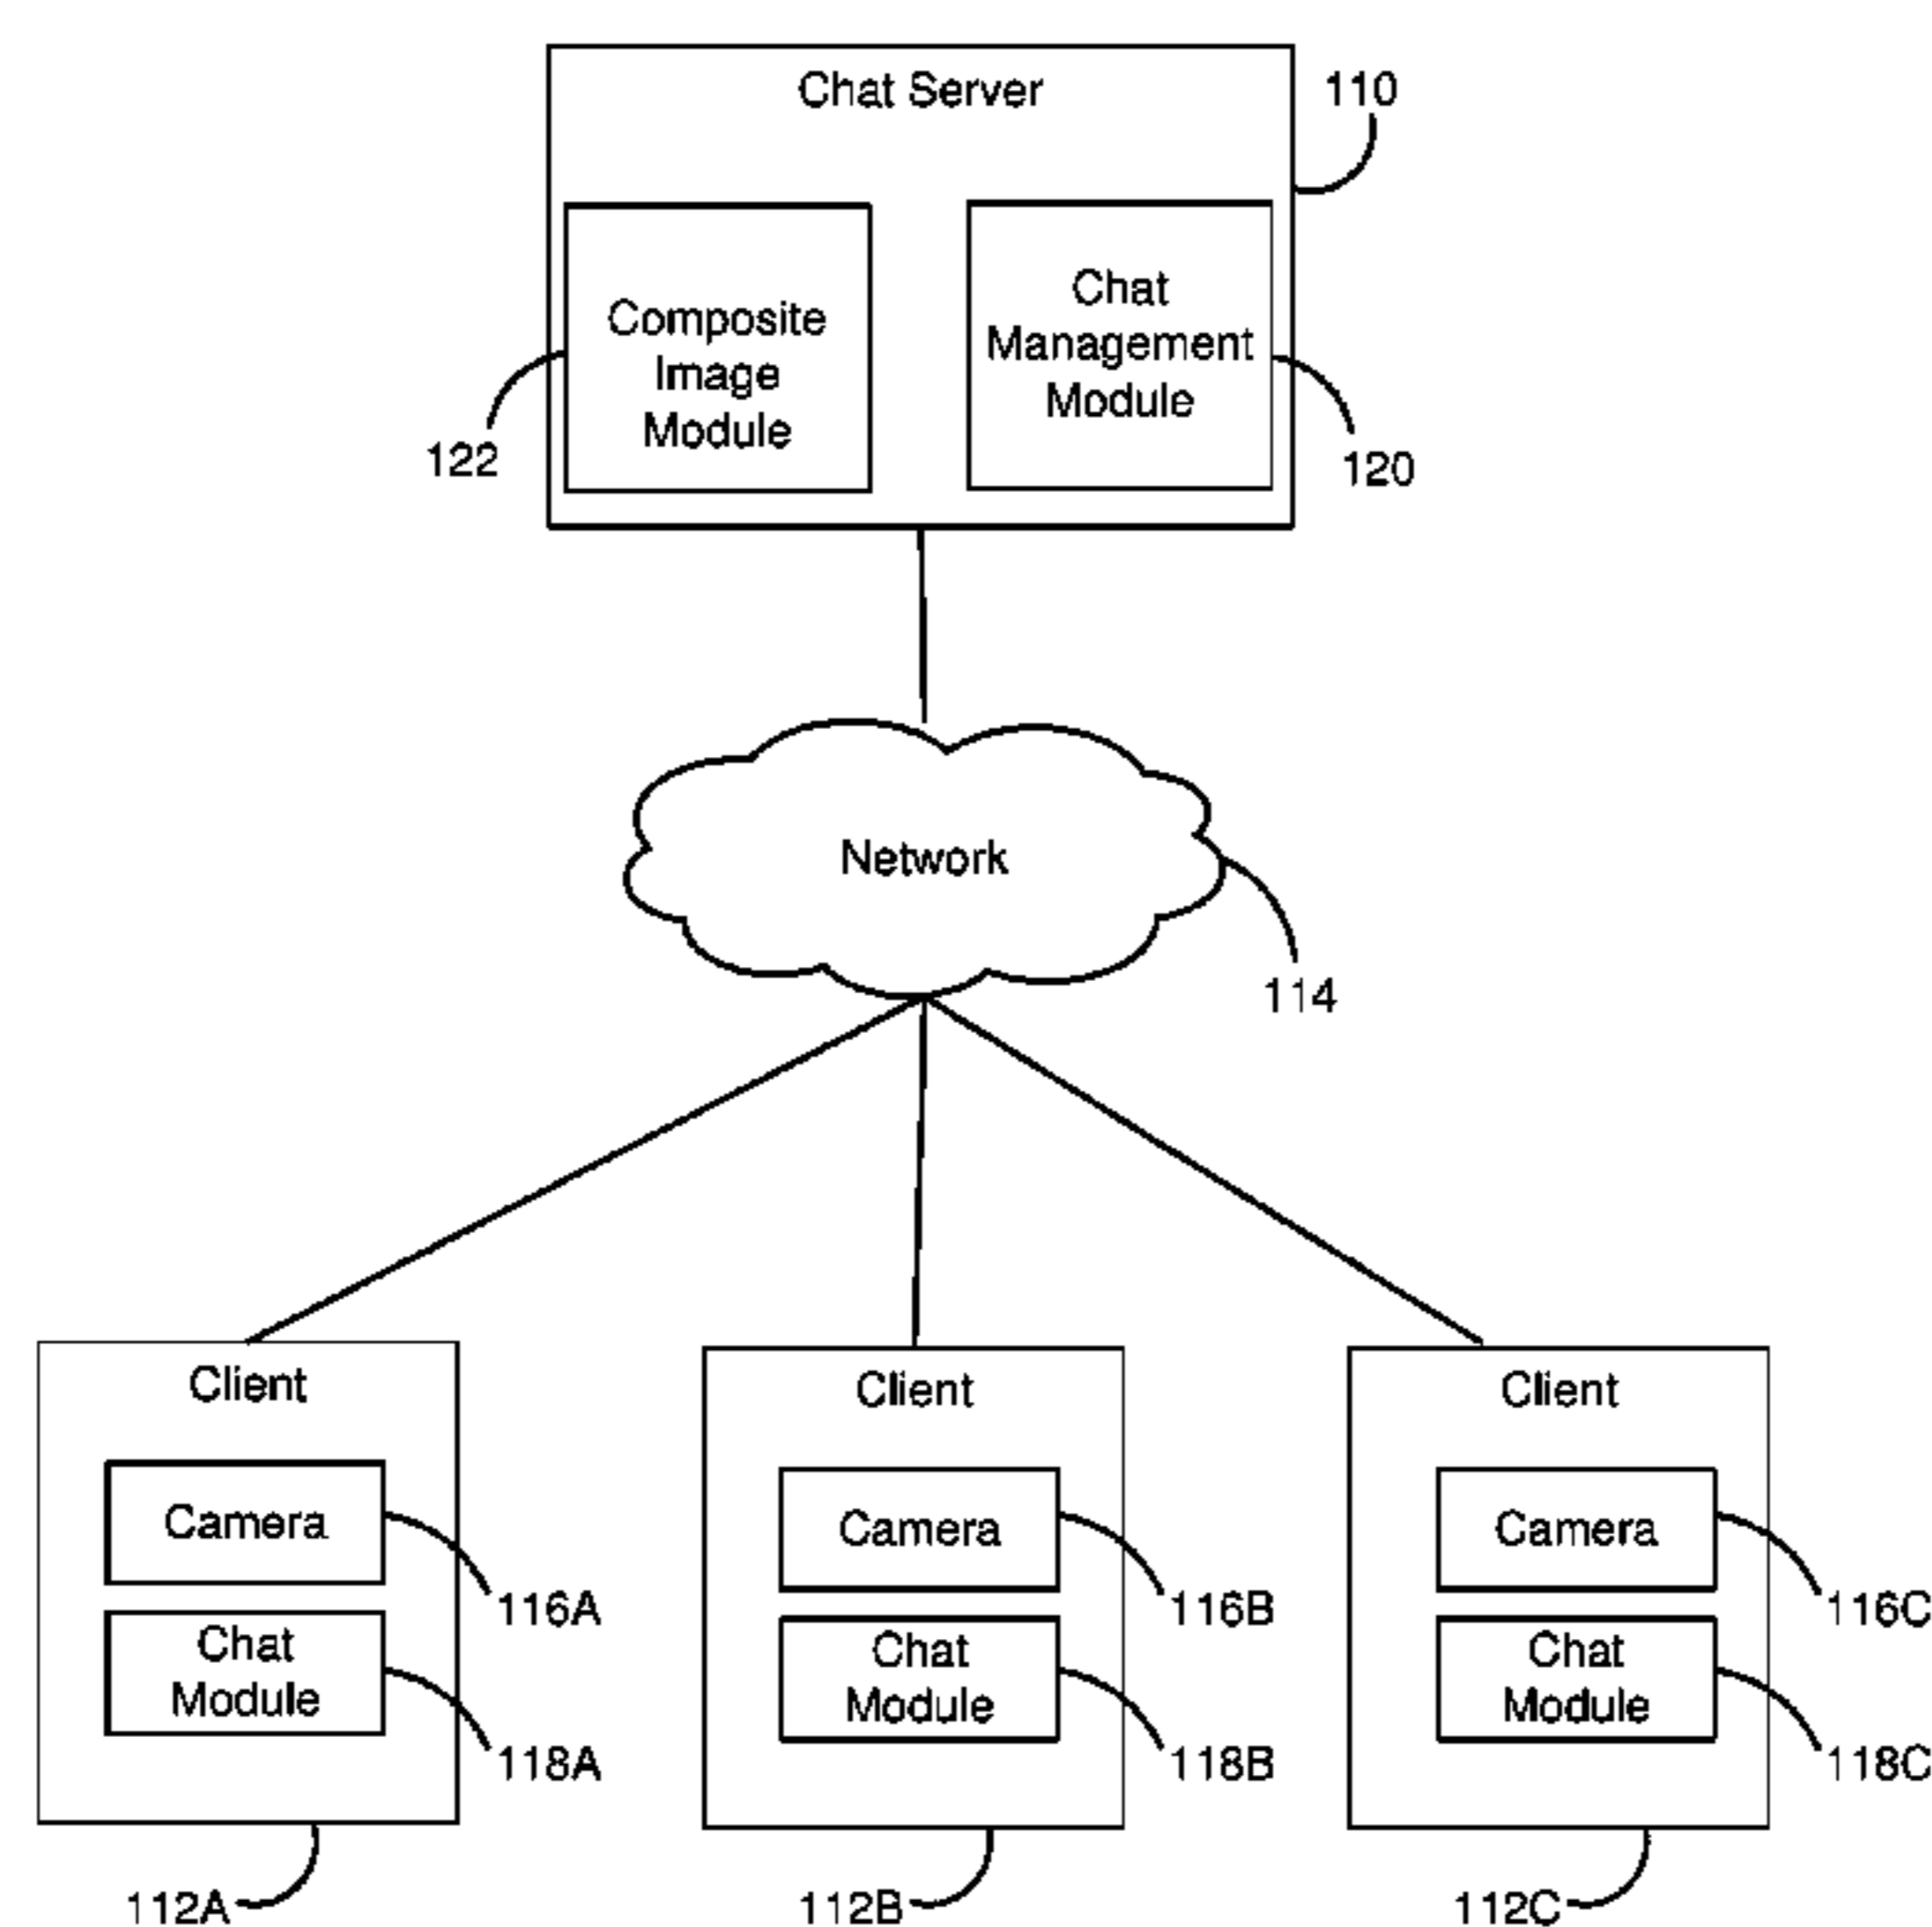 Chat Server
110
Composite
Image
Module
122
Chat
Management
Module
120
Network
114
Client
Camera
116A
Chat
Module
118A
112A
Client
Camera
116B
Chat
Module
118B
112B
Client
Camera
116C
Chat
Module
118C
112C